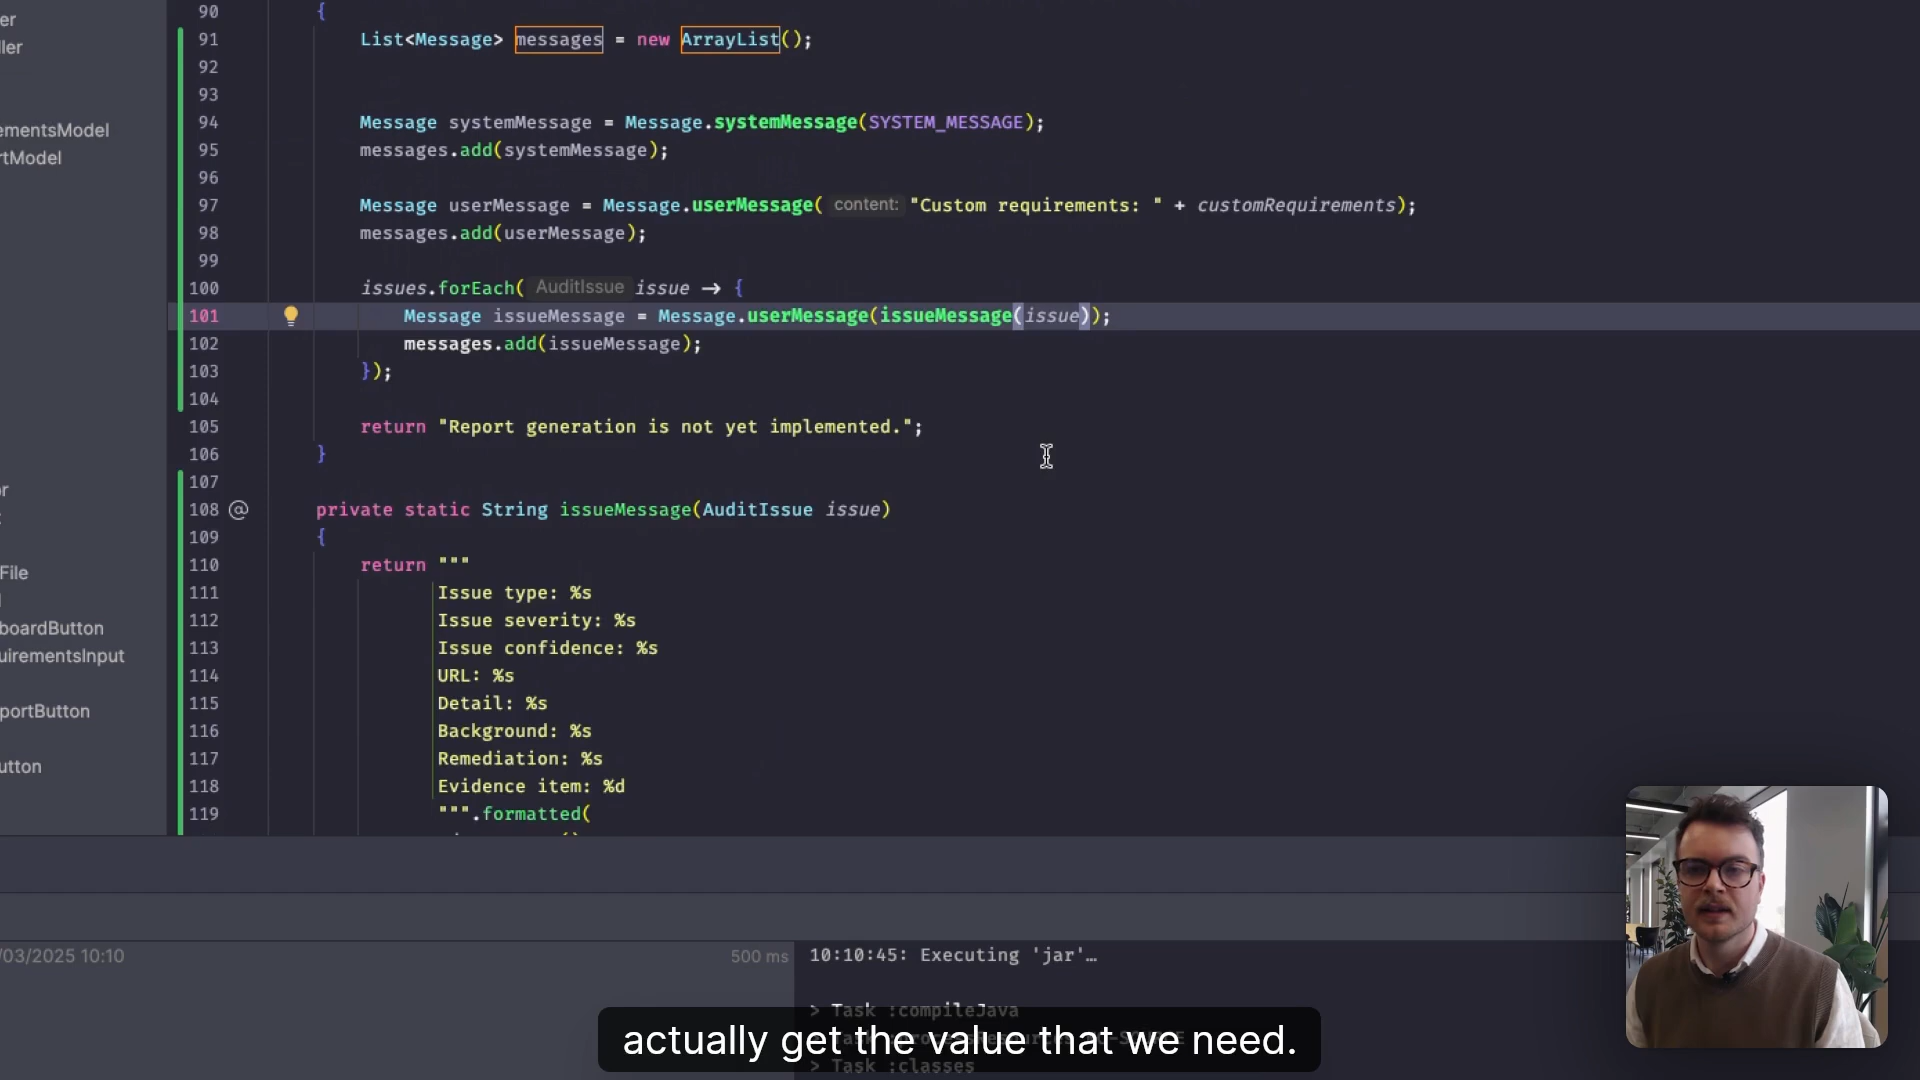 er
ller
ementsModel
rtModel
r
File
boardButton
uirementsInput
portButton
utton
90 {
91 List<Message> messages = new ArrayList();
92
93
94 Message systemMessage = Message.systemMessage(SYSTEM_MESSAGE);
95 messages.add(systemMessage);
96
97 Message userMessage = Message.userMessage( content: "Custom requirements: " + customRequirements);
98 messages.add(userMessage);
99
100 issues.forEach( AuditIssue issue → {
101 Message issueMessage = Message.userMessage(issueMessage(issue));
102 messages.add(issueMessage);
103 });
104
105 return "Report generation is not yet implemented.";
106 }
107
108 @ private static String issueMessage(AuditIssue issue)
109 {
110 return """
111 Issue type: %s
112 Issue severity: %s
113 Issue confidence: %s
114 URL: %s
115 Detail: %s
116 Background: %s
117 Remediation: %s
118 Evidence item: %d
119 """.formatted(
/03/2025 10:10
500 ms
10:10:45: Executing 'jar'…
> Task :compileJava
> Task :classes
actually get the value that we need.